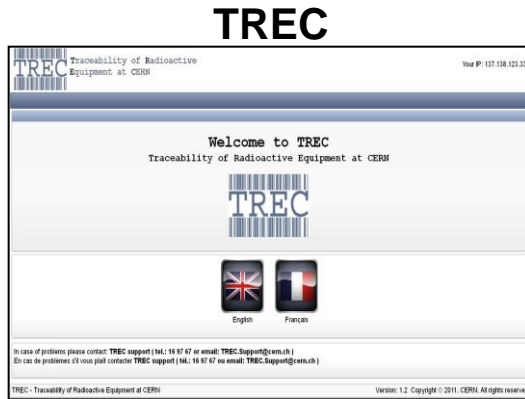 TREC
TREC
Traceability of Radioactive
Equipment at CERN
Your IP: 137.138.123.33
Welcome to TREC
Traceability of Radioactive Equipment at CERN
TREC
English Français
In case of problems please contact: TREC support ( tel.: 16 97 67 or email: TREC.Support@cern.ch )
En cas de problèmes s'il vous plait contacter TREC support ( tél.: 16 97 67 ou email: TREC.Support@cern.ch )
TREC - Traceability of Radioactive Equipment at CERN
Version: 1.2 Copyright © 2011, CERN. All rights reserve